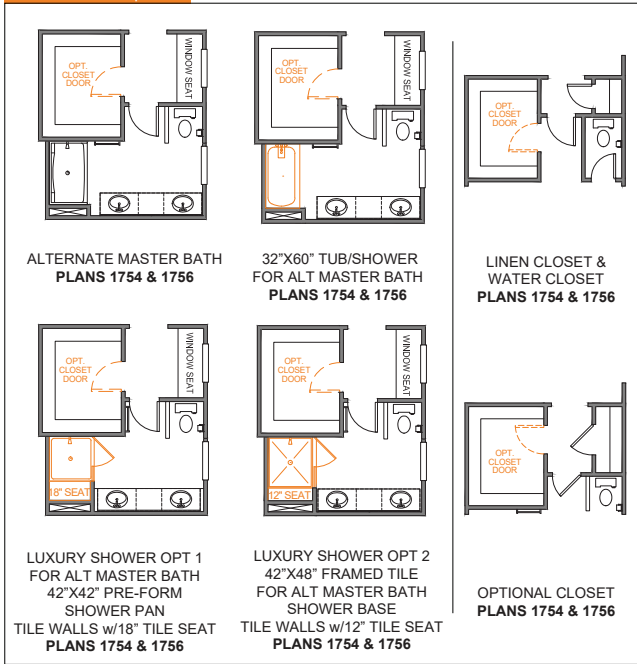 OPT.
CLOSET
DOOR
WINDOW SEAT
ALTERNATE MASTER BATH
PLANS 1754 & 1756
OPT.
CLOSET
DOOR
WINDOW SEAT
32”X60” TUB/SHOWER
FOR ALT MASTER BATH
PLANS 1754 & 1756
OPT.
CLOSET
DOOR
LINEN CLOSET &
WATER CLOSET
PLANS 1754 & 1756
OPT.
CLOSET
DOOR
WINDOW SEAT
18" SEAT
LUXURY SHOWER OPT 1
FOR ALT MASTER BATH
42”X42” PRE-FORM
SHOWER PAN
TILE WALLS w/18” TILE SEAT
PLANS 1754 & 1756
OPT.
CLOSET
DOOR
WINDOW SEAT
12" SEAT
LUXURY SHOWER OPT 2
42”X48” FRAMED TILE
FOR ALT MASTER BATH
SHOWER BASE
TILE WALLS w/12” TILE SEAT
PLANS 1754 & 1756
OPT.
CLOSET
DOOR
OPTIONAL CLOSET
PLANS 1754 & 1756